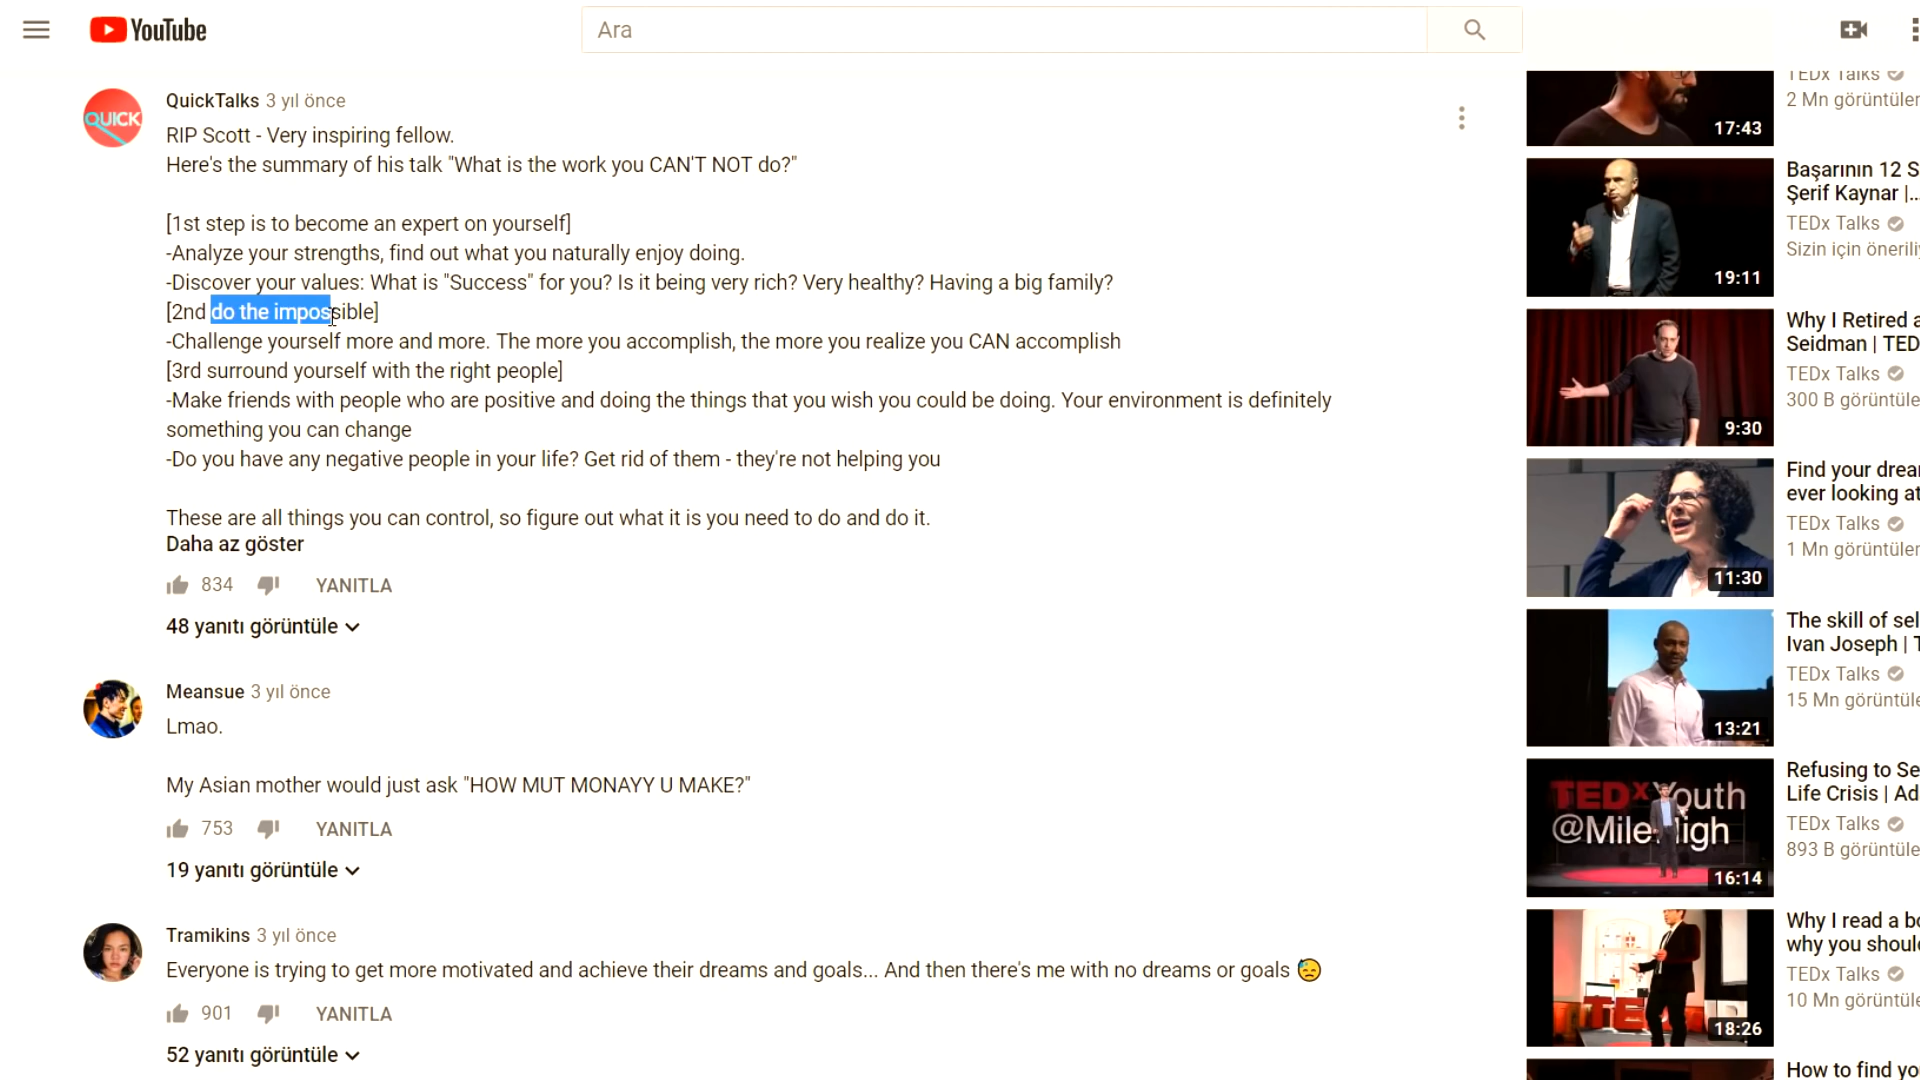 YouTube
Ara
QUICK
QuickTalks 3 yıl önce
RIP Scott - Very inspiring fellow.
Here's the summary of his talk "What is the work you CAN'T NOT do?"
[1st step is to become an expert on yourself]
-Analyze your strengths, find out what you naturally enjoy doing.
-Discover your values: What is "Success" for you? Is it being very rich? Very healthy? Having a big family?
[2nd do the impossible]
-Challenge yourself more and more. The more you accomplish, the more you realize you CAN accomplish
[3rd surround yourself with the right people]
-Make friends with people who are positive and doing the things that you wish you could be doing. Your environment is definitely
something you can change
-Do you have any negative people in your life? Get rid of them - they're not helping you
These are all things you can control, so figure out what it is you need to do and do it.
Daha az göster
834 YANITLA
48 yanıtı görüntüle
Meansue 3 yıl önce
Lmao.
My Asian mother would just ask "HOW MUT MONAYY U MAKE?"
753 YANITLA
19 yanıtı görüntüle
Tramikins 3 yıl önce
Everyone is trying to get more motivated and achieve their dreams and goals... And then there's me with no dreams or goals 😓
901 YANITLA
52 yanıtı görüntüle
17:43
TEDx Talks
2 Mn görüntüler
19:11
Başarının 12 S
Şerif Kaynar |...
TEDx Talks
Sizin için öneriliy
9:30
Why I Retired a
Seidman | TED
TEDx Talks
300 B görüntüle
11:30
Find your drea
ever looking at
TEDx Talks
1 Mn görüntüler
13:21
The skill of sel
Ivan Joseph | T
TEDx Talks
15 Mn görüntüle
TEDxYouth
@MileHigh
16:14
Refusing to Se
Life Crisis | Ad
TEDx Talks
893 B görüntüle
TE
18:26
Why I read a bo
why you shoul
TEDx Talks
10 Mn görüntüle
How to find yo